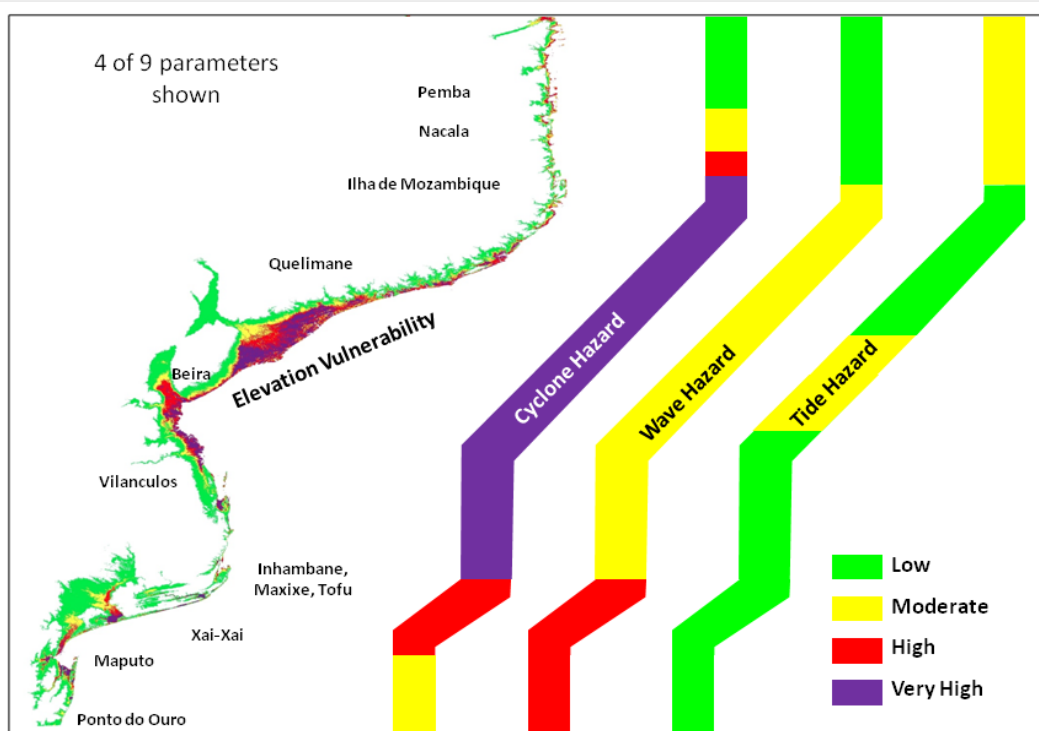 4 of 9 parameters
shown
Pemba
Nacala
Ilha de Mozambique
Quelimane
Elevation Vulnerability
Beira
Vilanculos
Inhambane,
Maxixe, Tofu
Xai-Xai
Maputo
Ponto do Ouro
Cyclone Hazard
Wave Hazard
Tide Hazard
Low
Moderate
High
Very High